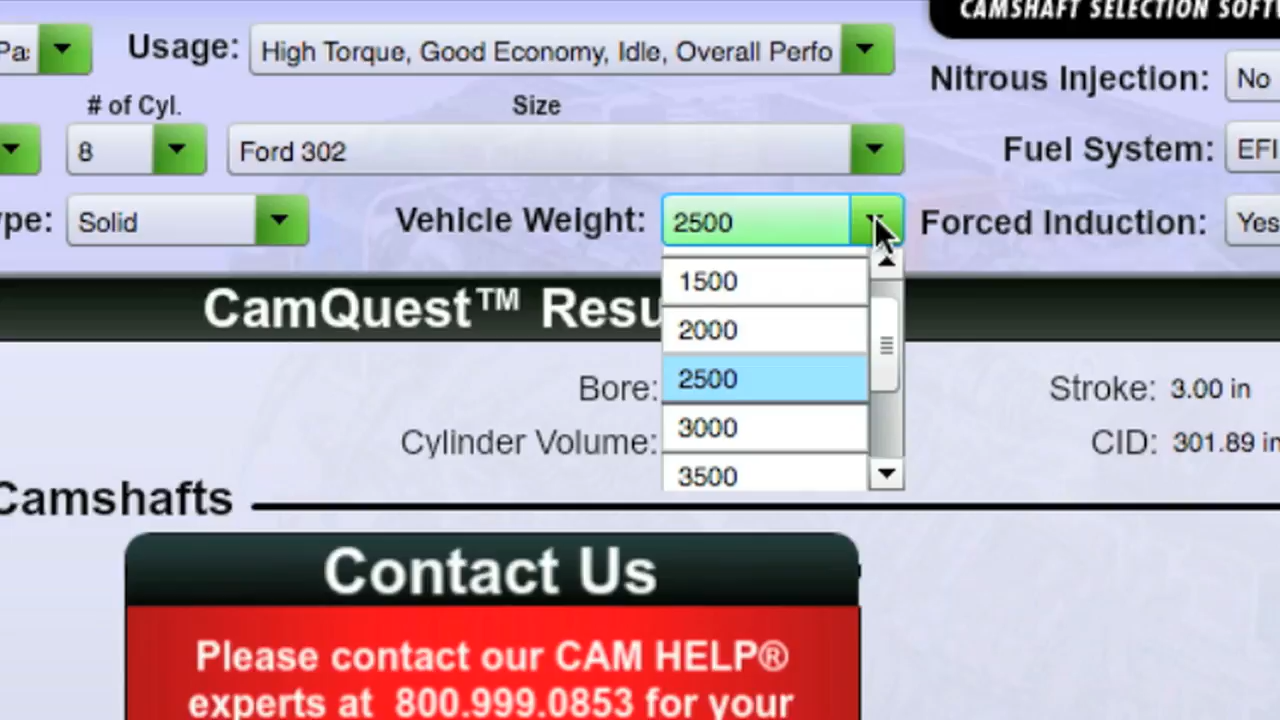 CAMSHAFT SELECTION SOFTW
Usage: High Torque, Good Economy, Idle, Overall Perfo
Nitrous Injection: No
# of Cyl. Size
8 Ford 302
Fuel System: EFI
ype: Solid Vehicle Weight: 2500
Forced Induction: Yes
1500
2000
2500
3000
3500
CamQuest™ Resu
Bore:
Stroke: 3.00 in
Cylinder Volume:
CID: 301.89 in
Camshafts
Contact Us
Please contact our CAM HELP®
experts at 800.999.0853 for your